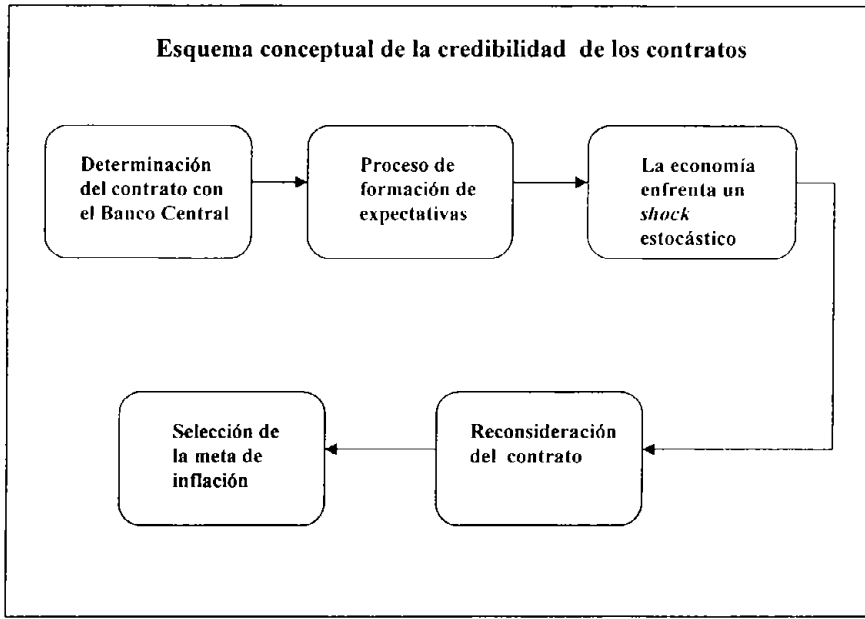 Esquema conceptual de la credibilidad de los contratos
Determinación
del contrato con
el Banco Central
Proceso de
formación de
expectativas
La economía
enfrenta un
shock
estocástico
Reconsideración
del contrato
Selección de
la meta de
inflación